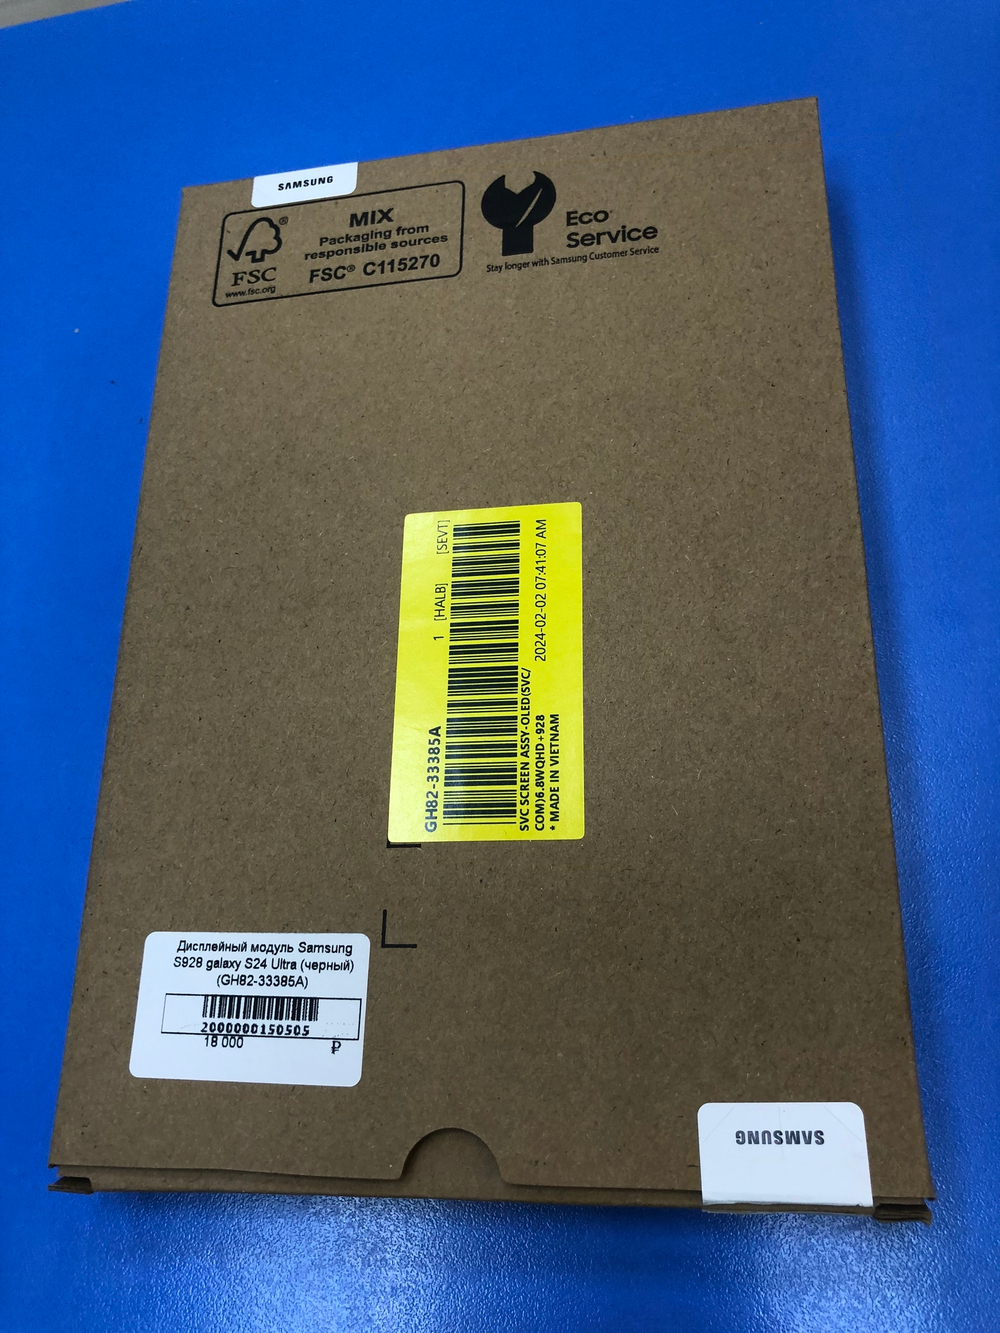 SAMSUNG
FSC
www.fsc.org
MIX
Packaging from
responsible sources
FSC® C115270
Eco
Service
Stay longer with Samsung Customer Service
GH82-33385A 1 [HALB] [SEVT]
SVC SCREEN ASSY-OLED(SVC/
COM)6.8WQHD+928 2024-02-02 07:41:07 AM
* MADE IN VIETNAM
Дисплейный модуль Samsung
S928 galaxy S24 Ultra (черный)
(GH82-33385A)
2000000150505
18 000 ₽
SAMSUNG